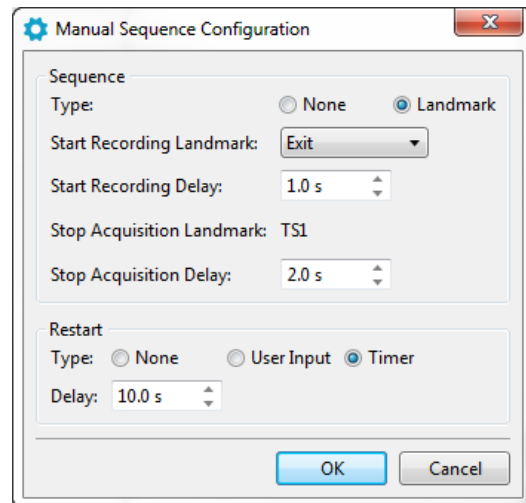 Manual Sequence Configuration
Sequence
Type: None Landmark
Start Recording Landmark: Exit
Start Recording Delay: 1.0 s
Stop Acquisition Landmark: TS1
Stop Acquisition Delay: 2.0 s
Restart
Type: None User Input Timer
Delay: 10.0 s
OK Cancel